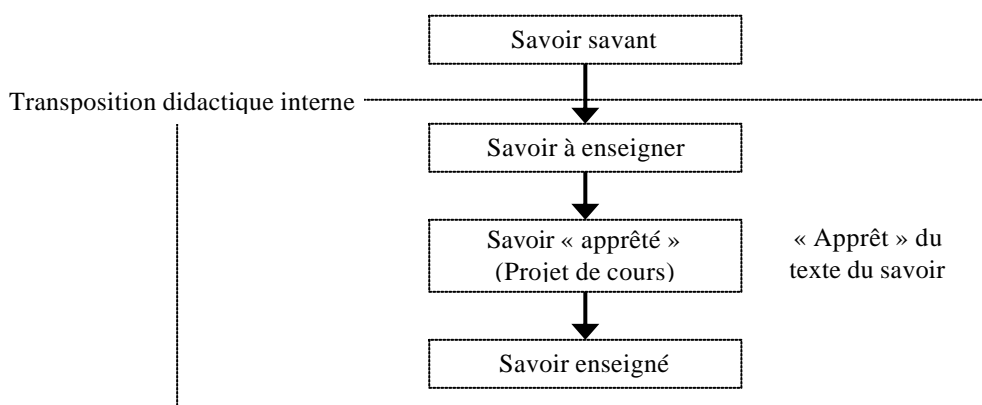 Savoir savant
Transposition didactique interne
Savoir à enseigner
Savoir « apprêté »
(Projet de cours)
« Apprêt » du
texte du savoir
Savoir enseigné